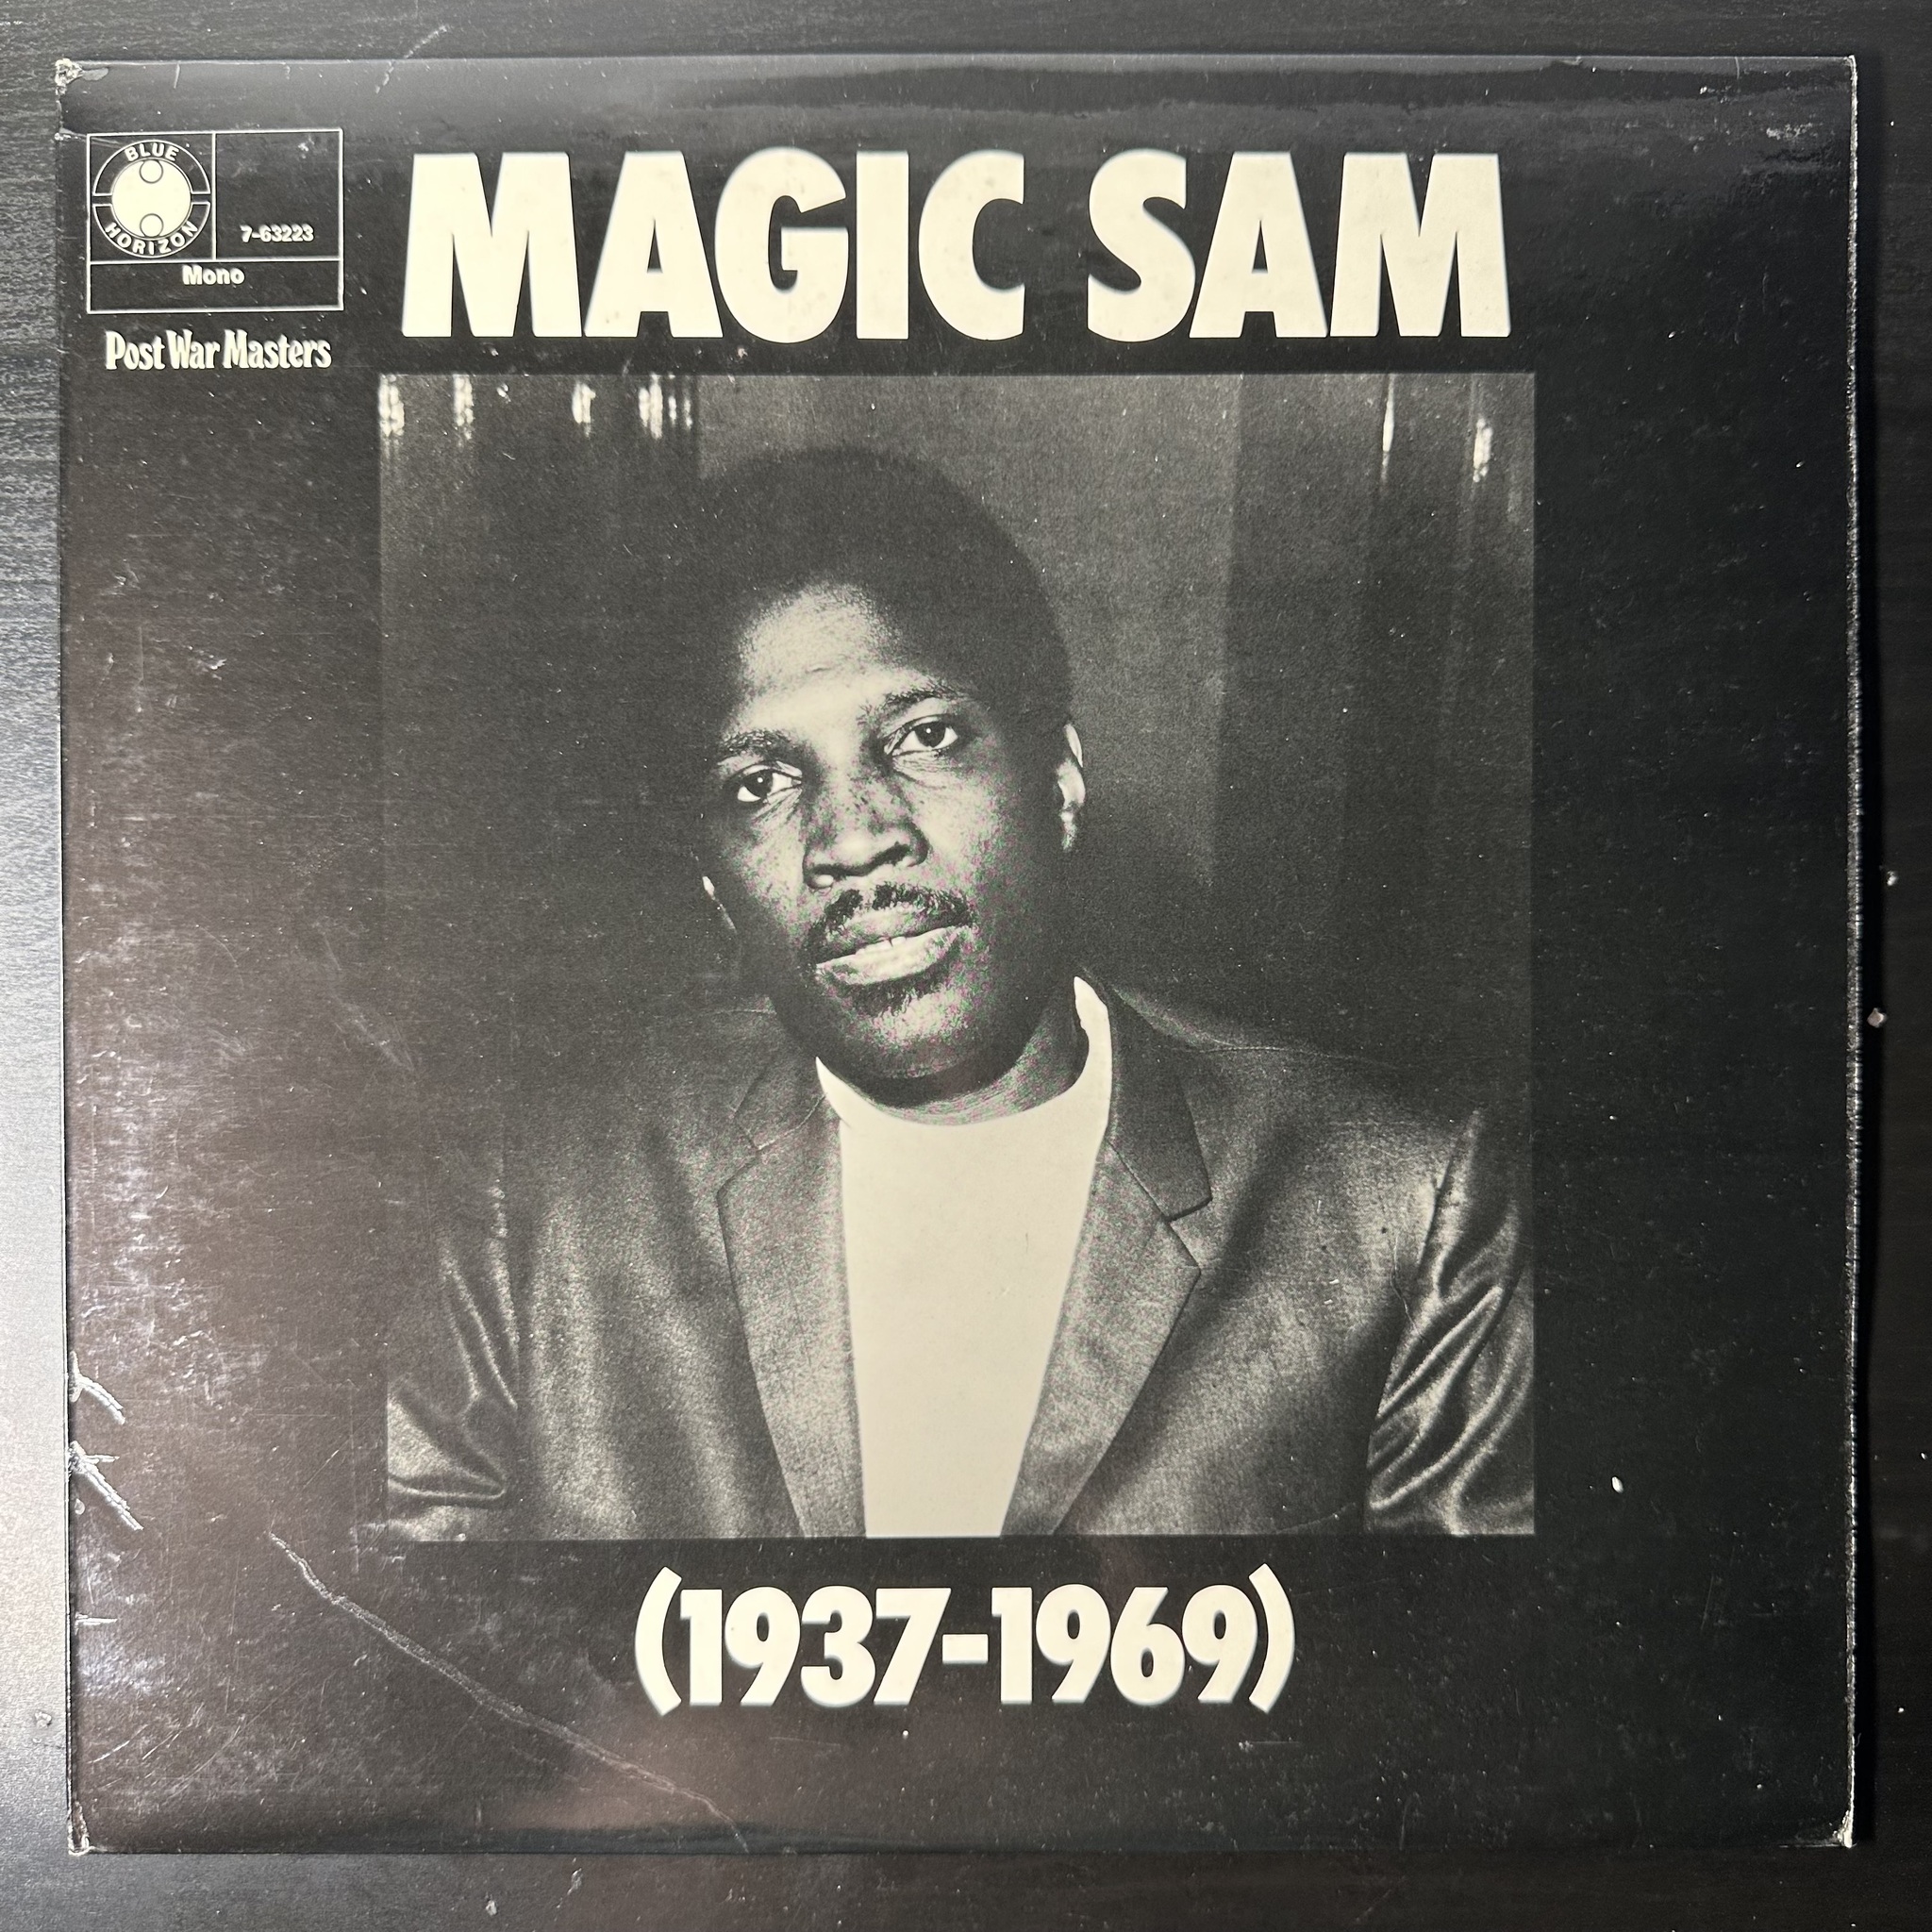 BLUE
HORIZON
7-63223
Mono
Post War Masters
MAGIC SAM
(1937-1969)